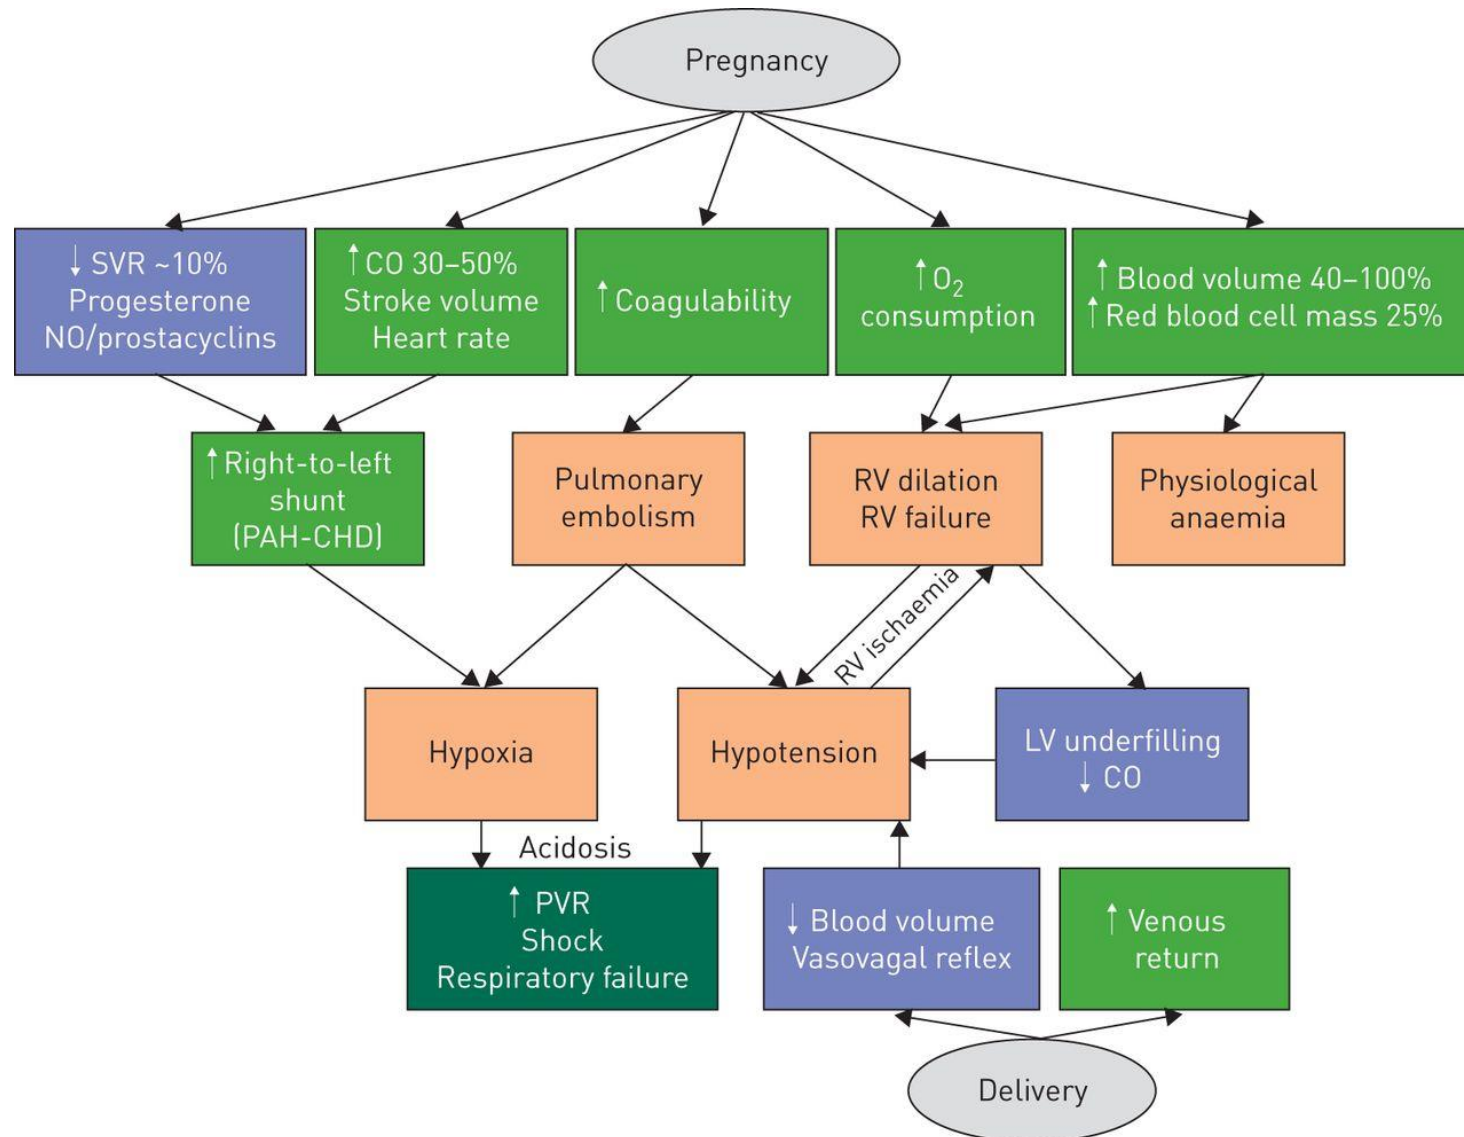 Pregnancy
↓ SVR ~10%
Progesterone
NO/prostacyclins
↑ CO 30–50%
Stroke volume
Heart rate
↑ Coagulability
↑ O₂
consumption
↑ Blood volume 40–100%
↑ Red blood cell mass 25%
↑ Right-to-left
shunt
(PAH-CHD)
Pulmonary
embolism
RV dilation
RV failure
Physiological
anaemia
RV ischaemia
Hypoxia
Hypotension
LV underfilling
↓ CO
Acidosis
↑ PVR
Shock
Respiratory failure
↓ Blood volume
Vasovagal reflex
↑ Venous
return
Delivery